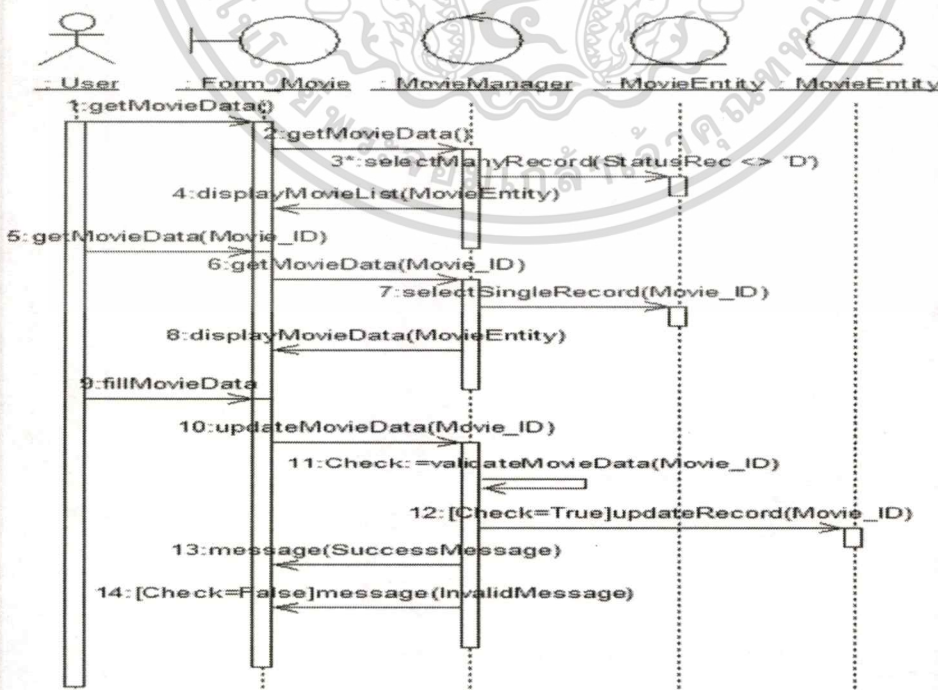 : User : Form_Movie : MovieManager : MovieEntity : MovieEntity
1:getMovieData()
2:getMovieData()
3*:selectManyRecord(StatusRec <> 'D')
4:displayMovieList(MovieEntity)
5:getMovieData(Movie_ID)
6:getMovieData(Movie_ID)
7:selectSingleRecord(Movie_ID)
8:displayMovieData(MovieEntity)
9:fillMovieData
10:updateMovieData(Movie_ID)
11:Check:=validateMovieData(Movie_ID)
12:[Check=True]updateRecord(Movie_ID)
13:message(SuccessMessage)
14:[Check=False]message(InvalidMessage)